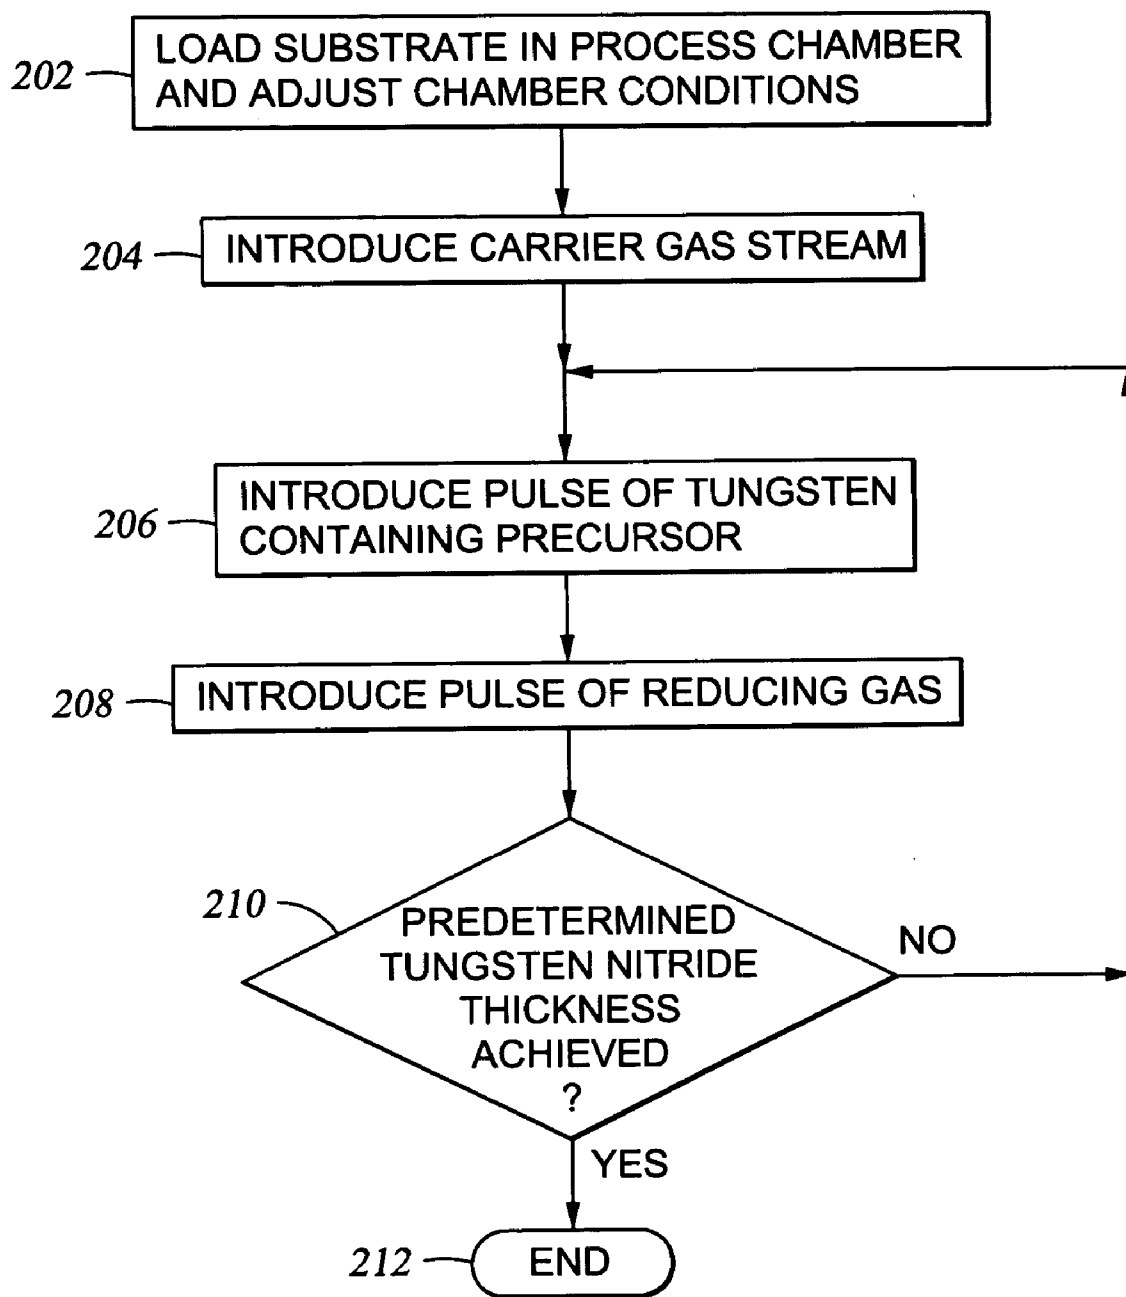 202
LOAD SUBSTRATE IN PROCESS CHAMBER
AND ADJUST CHAMBER CONDITIONS
204
INTRODUCE CARRIER GAS STREAM
206
INTRODUCE PULSE OF TUNGSTEN
CONTAINING PRECURSOR
208
INTRODUCE PULSE OF REDUCING GAS
210
PREDETERMINED
TUNGSTEN NITRIDE
THICKNESS
ACHIEVED
?
NO
YES
212
END